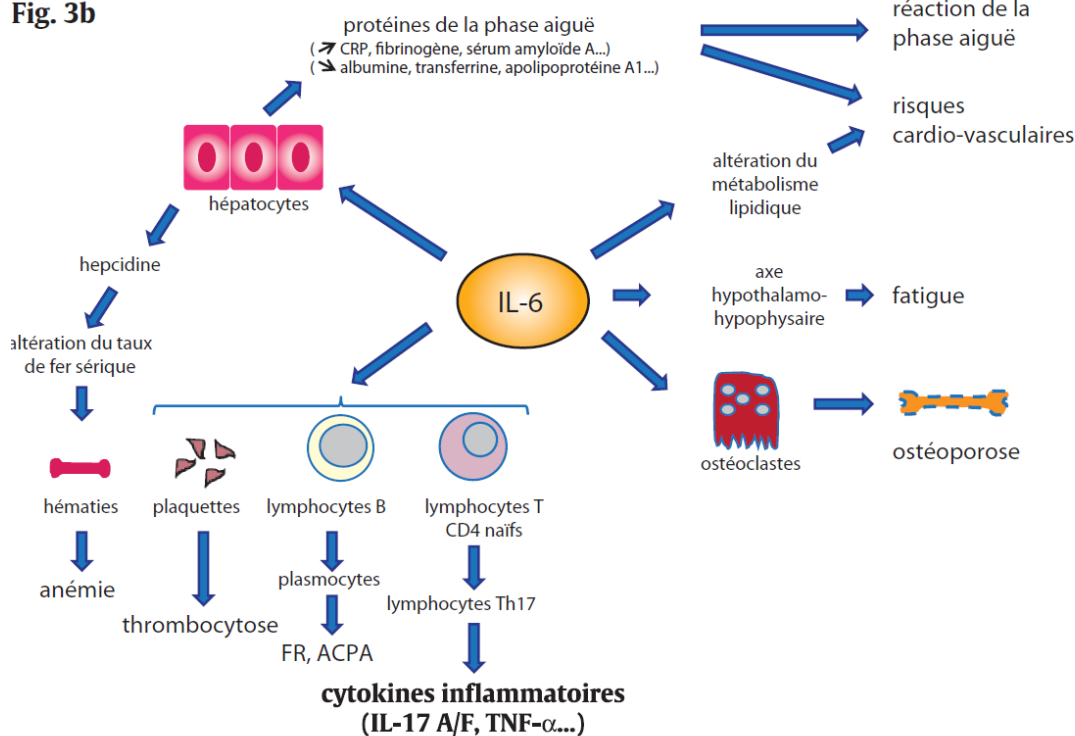 Fig. 3b
protéines de la phase aiguë
(↗ CRP, fibrinogène, sérum amyloïde A...)
(↘ albumine, transferrine, apolipoprotéine A1...)
réaction de la
phase aiguë
risques
cardio-vasculaires
altération du
métabolisme
lipidique
hépatocytes
hepcidine
IL-6
axe
hypothalamo-
hypophysaire
fatigue
altération du taux
de fer sérique
ostéoclastes
ostéoporose
hématies
plaquettes
lymphocytes B
lymphocytes T
CD4 naïfs
anémie
thrombocytose
plasmocytes
lymphocytes Th17
FR, ACPA
cytokines inflammatoires
(IL-17 A/F, TNF-α...)